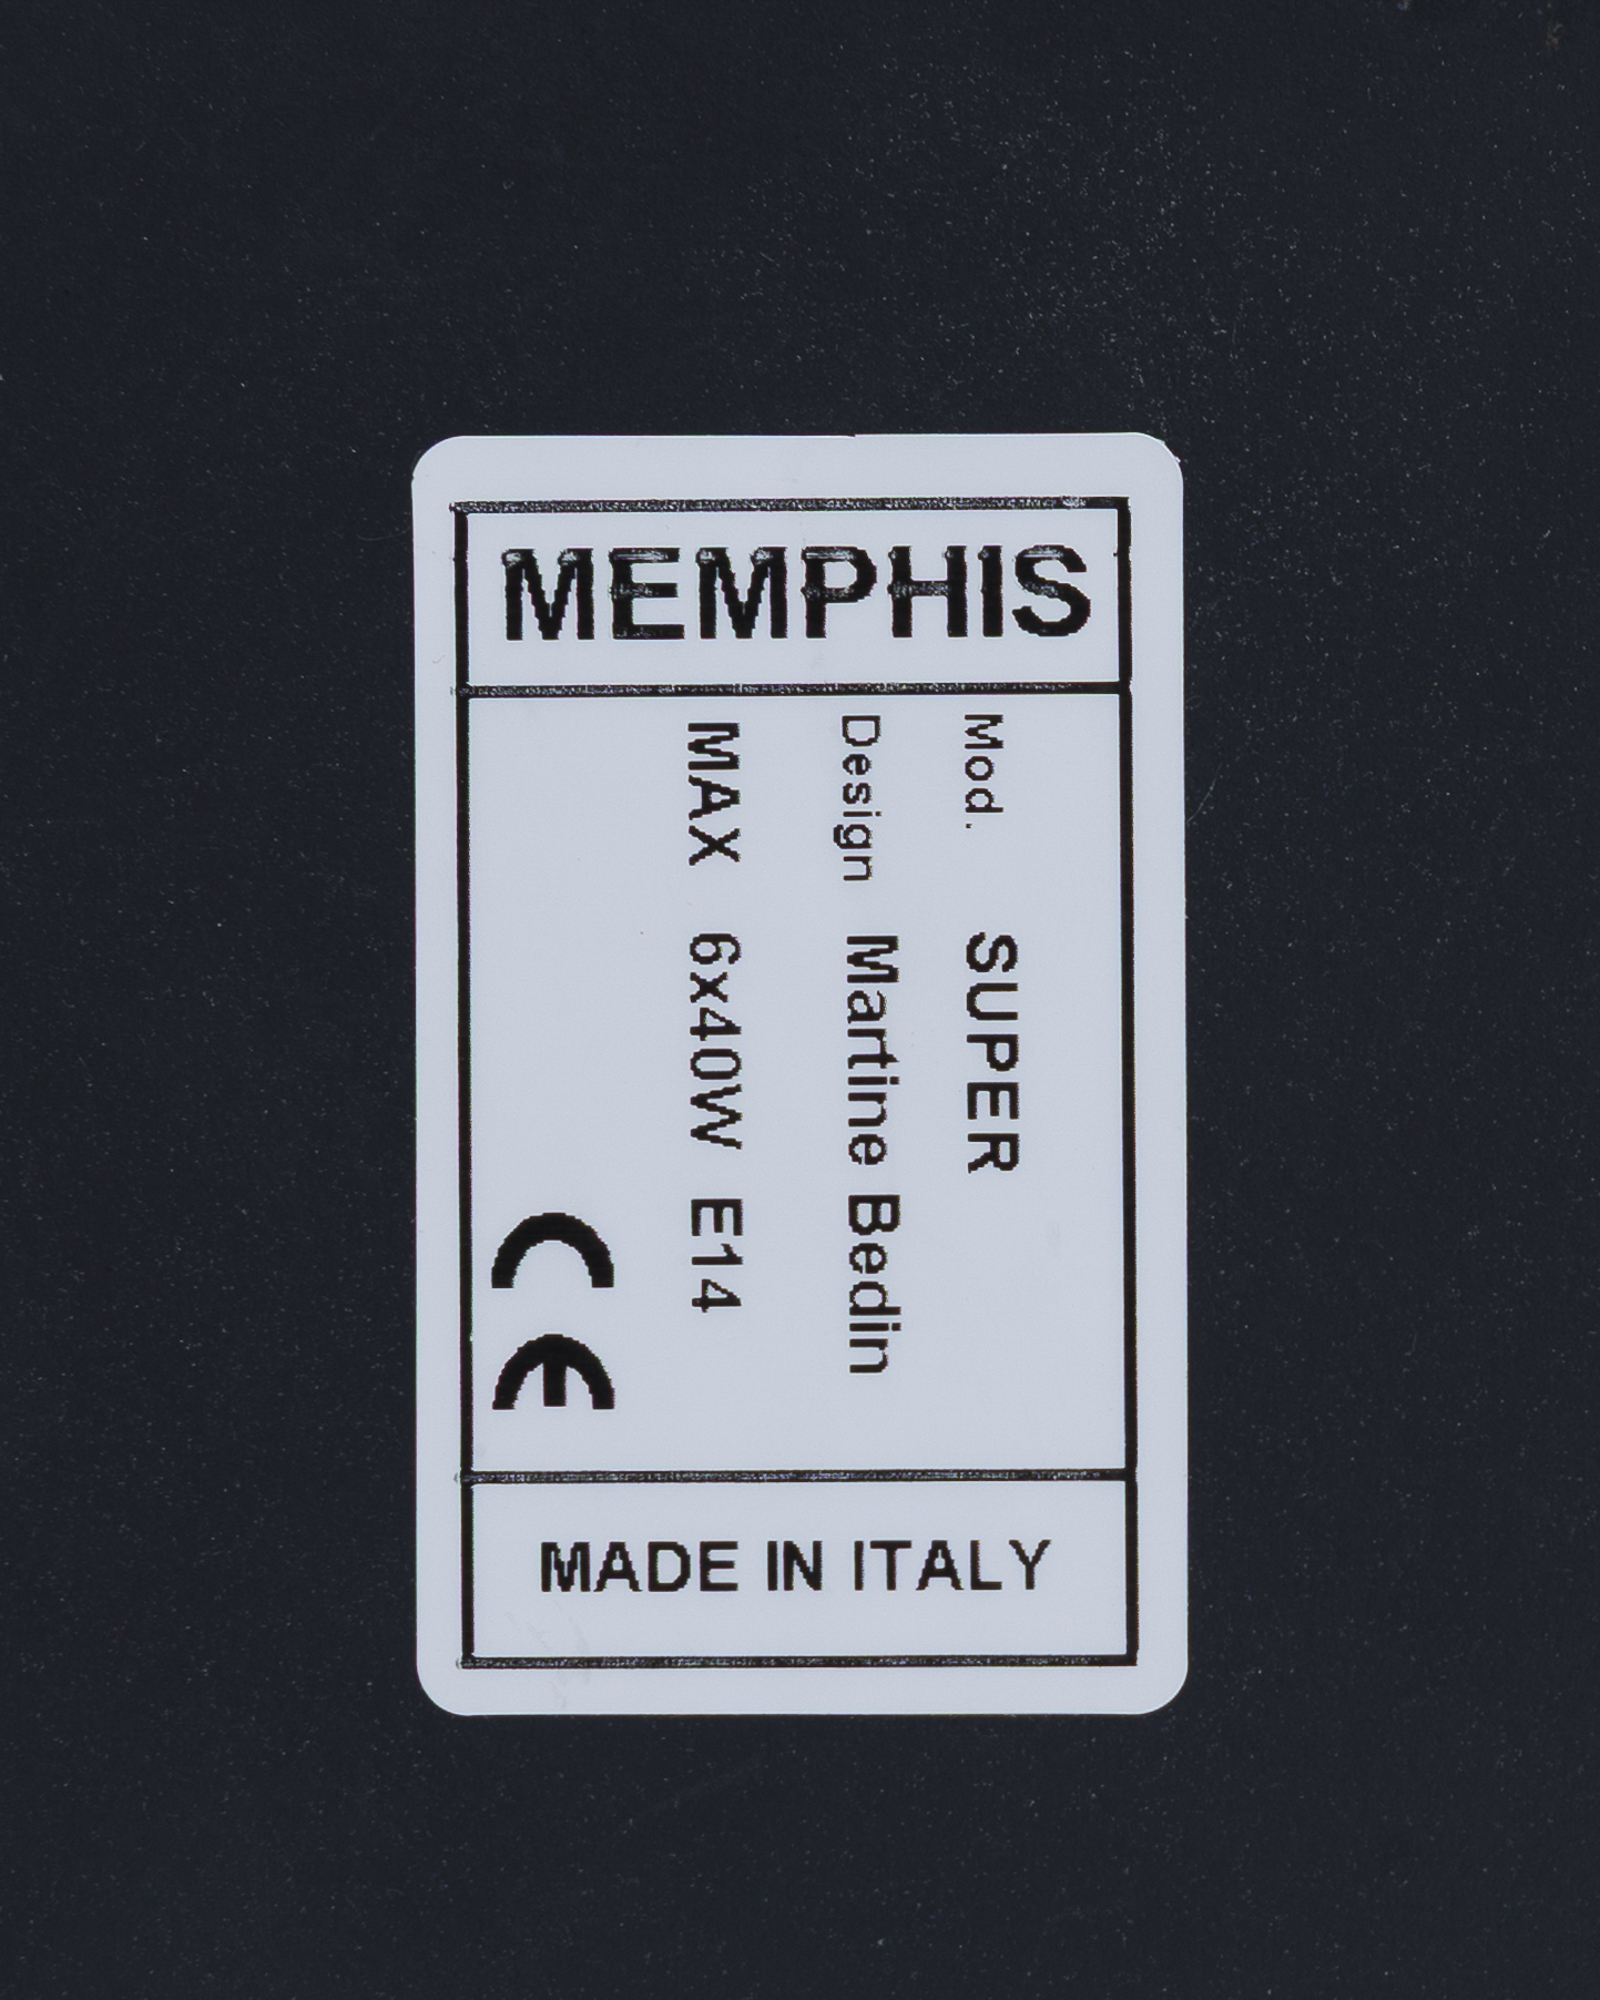 MEMPHIS
Mod. SUPER
Design Martine Bedin
MAX 6x40W E14
CE
MADE IN ITALY